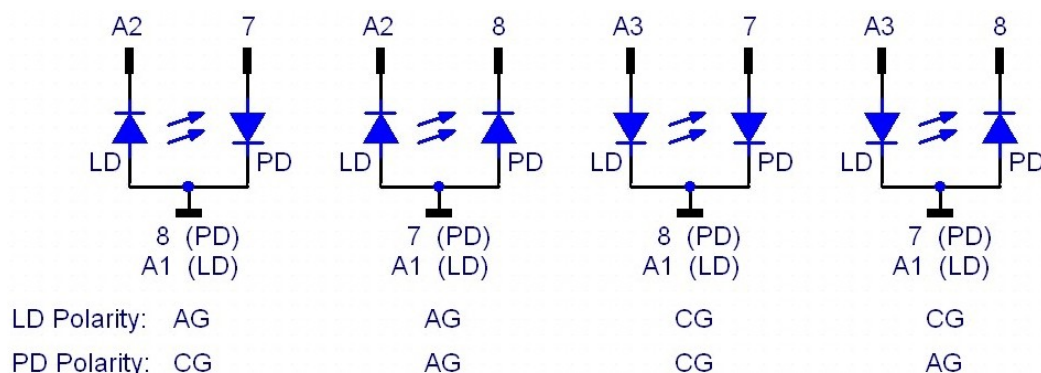 A2 7 A2 8 A3 7 A3 8
LD PD LD PD LD PD LD PD
8 (PD) 7 (PD) 8 (PD) 7 (PD)
A1 (LD) A1 (LD) A1 (LD) A1 (LD)
LD Polarity: AG AG CG CG
PD Polarity: CG AG CG AG